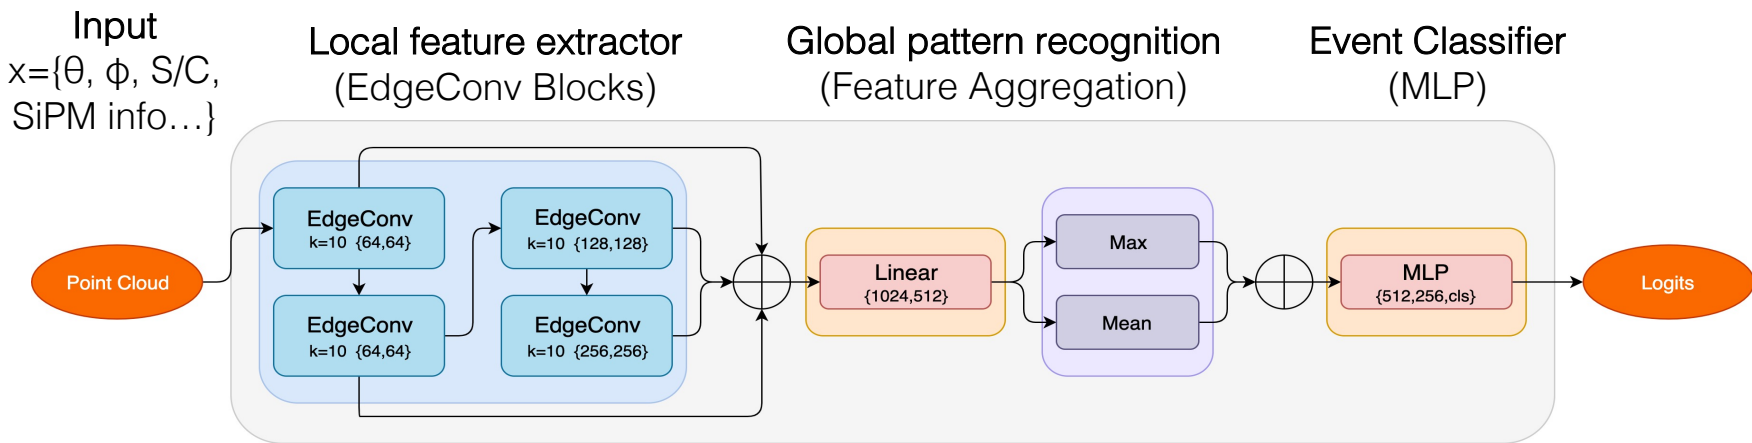 Input
x={θ, ϕ, S/C,
SiPM info...}
Local feature extractor
(EdgeConv Blocks)
Global pattern recognition
(Feature Aggregation)
Event Classifier
(MLP)
Point Cloud
EdgeConv
k=10 {64,64}
EdgeConv
k=10 {64,64}
EdgeConv
k=10 {128,128}
EdgeConv
k=10 {256,256}
Linear
{1024,512}
Max
Mean
MLP
{512,256,cls}
Logits